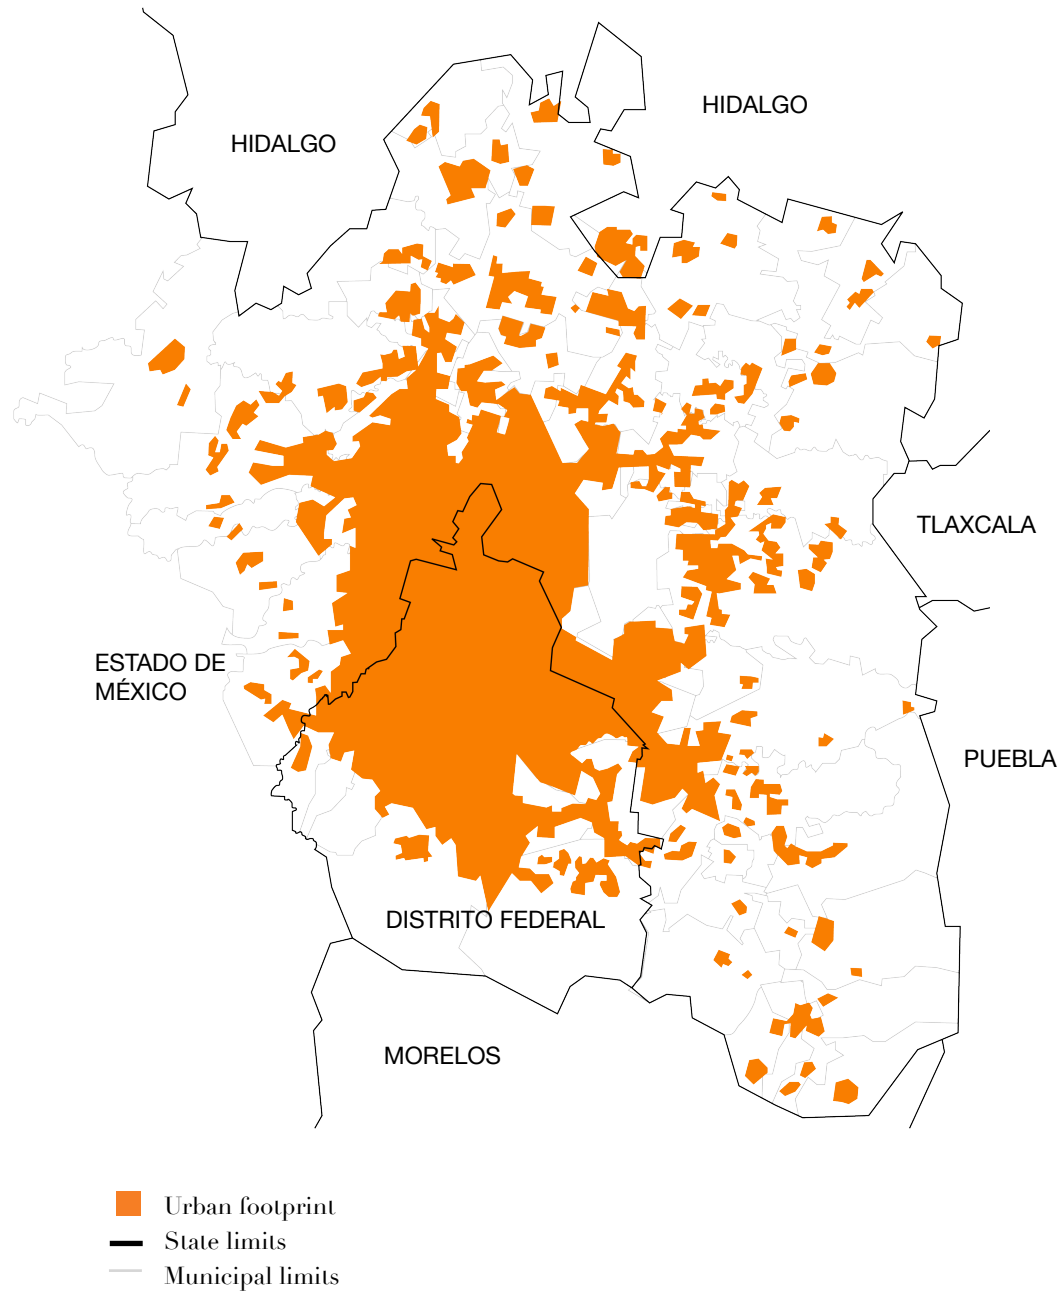 HIDALGO
HIDALGO
TLAXCALA
ESTADO DE
MÉXICO
PUEBLA
DISTRITO FEDERAL
MORELOS
Urban footprint
State limits
Municipal limits